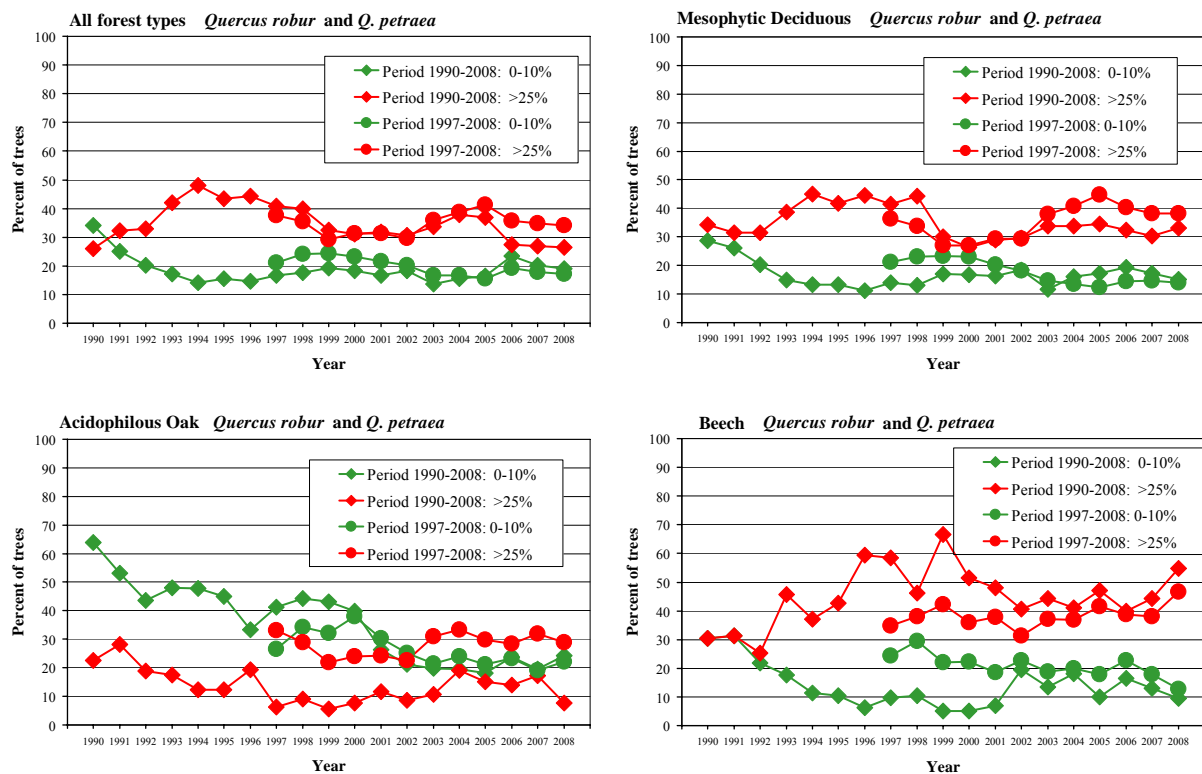 All forest types Quercus robur and Q. petraea
100
90
80
70
60
50
40
30
20
10
0
Percent of trees
Period 1990-2008: 0-10%
Period 1990-2008: >25%
Period 1997-2008: 0-10%
Period 1997-2008: >25%
1990 1991 1992 1993 1994 1995 1996 1997 1998 1999 2000 2001 2002 2003 2004 2005 2006 2007 2008
Year
Mesophytic Deciduous Quercus robur and Q. petraea
100
90
80
70
60
50
40
30
20
10
0
Percent of trees
Period 1990-2008: 0-10%
Period 1990-2008: >25%
Period 1997-2008: 0-10%
Period 1997-2008: >25%
1990 1991 1992 1993 1994 1995 1996 1997 1998 1999 2000 2001 2002 2003 2004 2005 2006 2007 2008
Year
Acidophilous Oak Quercus robur and Q. petraea
100
90
80
70
60
50
40
30
20
10
0
Percent of trees
Period 1990-2008: 0-10%
Period 1990-2008: >25%
Period 1997-2008: 0-10%
Period 1997-2008: >25%
1990 1991 1992 1993 1994 1995 1996 1997 1998 1999 2000 2001 2002 2003 2004 2005 2006 2007 2008
Year
Beech Quercus robur and Q. petraea
100
90
80
70
60
50
40
30
20
10
0
Percent of trees
Period 1990-2008: 0-10%
Period 1990-2008: >25%
Period 1997-2008: 0-10%
Period 1997-2008: >25%
1990 1991 1992 1993 1994 1995 1996 1997 1998 1999 2000 2001 2002 2003 2004 2005 2006 2007 2008
Year